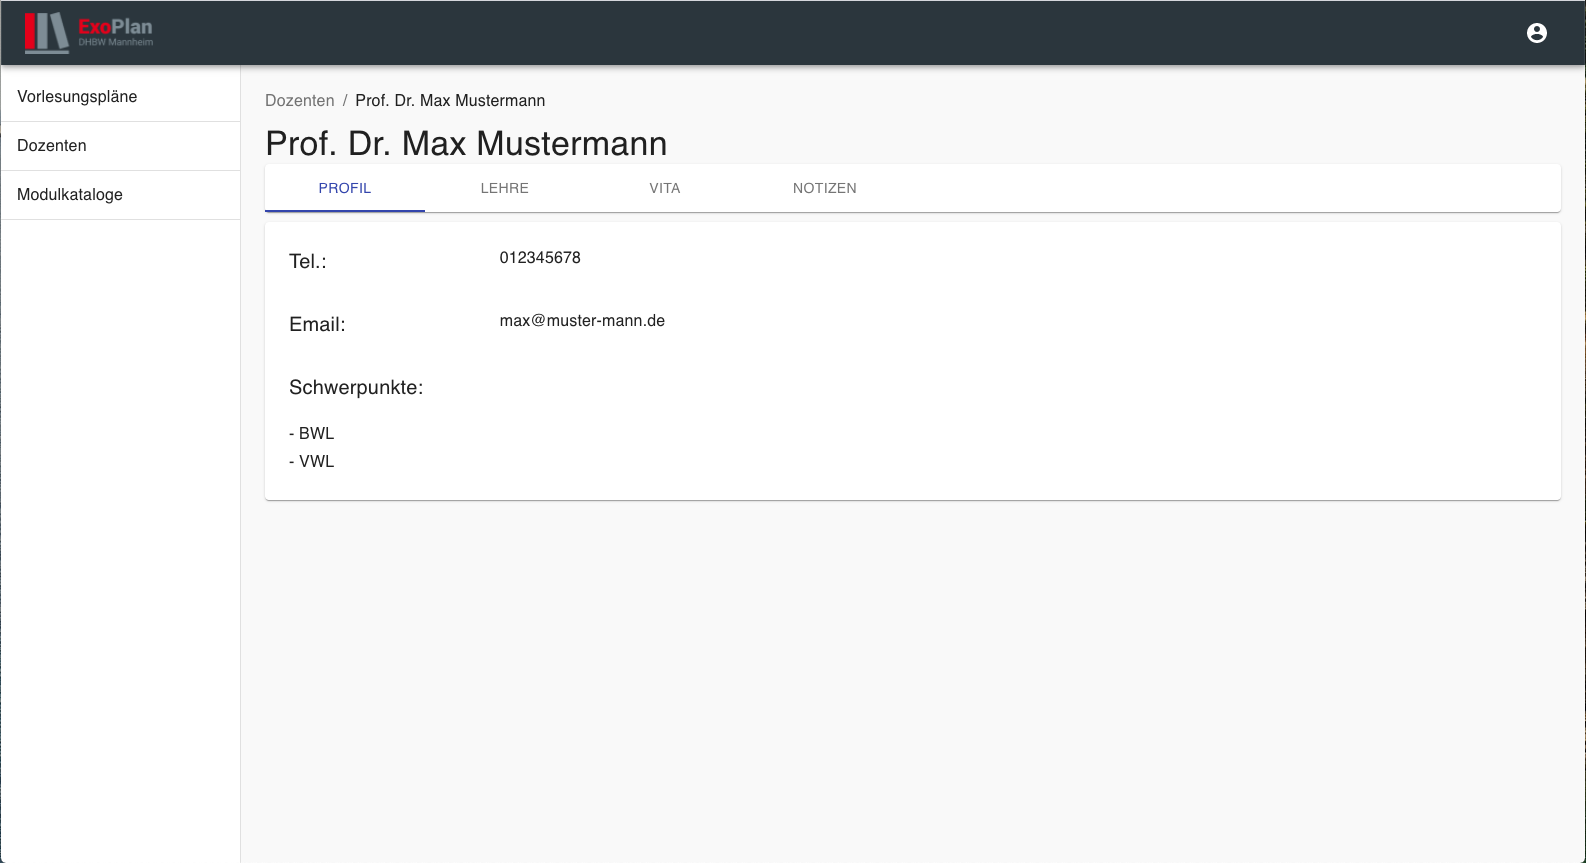 ExoPlan
DHBW Mannheim
Vorlesungspläne
Dozenten
Modulkataloge
Dozenten / Prof. Dr. Max Mustermann
Prof. Dr. Max Mustermann
PROFIL LEHRE VITA NOTIZEN
Tel.: 012345678
Email: max@muster-mann.de
Schwerpunkte:
- BWL
- VWL